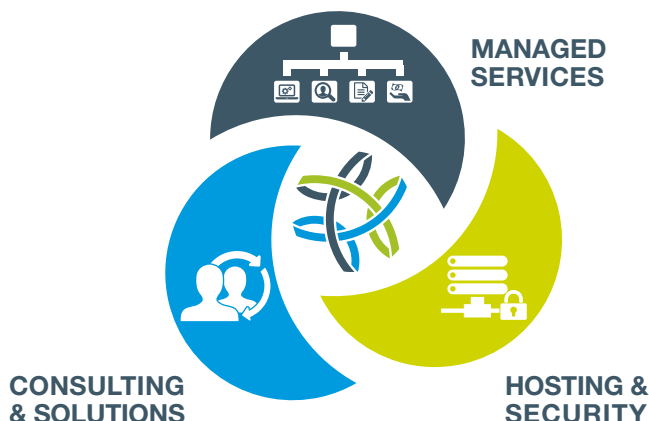 MANAGED
SERVICES
CONSULTING
& SOLUTIONS
HOSTING &
SECURITY